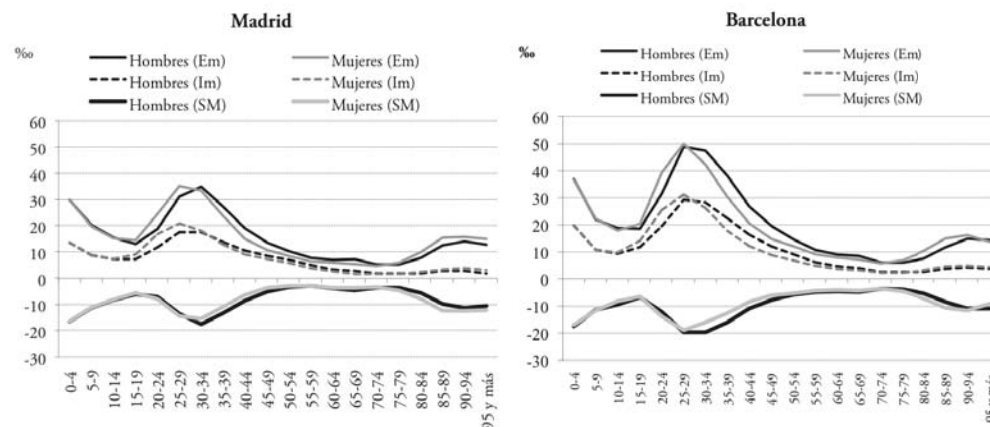 Madrid
‰
Hombres (Em) Mujeres (Em)
Hombres (Im) Mujeres (Im)
Hombres (SM) Mujeres (SM)
60
50
40
30
20
10
0
-10
-20
-30
0-4 5-9 10-14 15-19 20-24 25-29 30-34 35-39 40-44 45-49 50-54 55-59 60-64 65-69 70-74 75-79 80-84 85-89 90-94 95 y más
Barcelona
‰
Hombres (Em) Mujeres (Em)
Hombres (Im) Mujeres (Im)
Hombres (SM) Mujeres (SM)
60
50
40
30
20
10
0
-10
-20
-30
0-4 5-9 10-14 15-19 20-24 25-29 30-34 35-39 40-44 45-49 50-54 55-59 60-64 65-69 70-74 75-79 80-84 85-89 90-94 95 y más